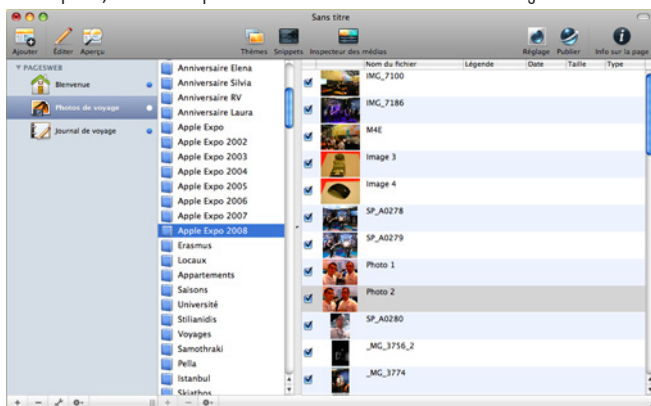 Sans titre
Ajouter Éditer Aperçu Thèmes Snippets Inspecteur des médias Réglage Publier Info sur la page
PAGESWEB
Bienvenue
Photos de voyage
Journal de voyage
Anniversaire Elena
Anniversaire Silvia
Anniversaire RV
Anniversaire Laura
Apple Expo
Apple Expo 2002
Apple Expo 2003
Apple Expo 2004
Apple Expo 2005
Apple Expo 2006
Apple Expo 2007
Apple Expo 2008
Erasmus
Locaux
Appartements
Saisons
Université
Stilianidis
Voyages
Samothraki
Pella
Istanbul
Skiathos
Nom du fichier Légende Date Taille Type
IMG_7100
IMG_7186
M4E
Image 3
Image 4
SP_A0278
SP_A0279
Photo 1
Photo 2
SP_A0280
_MG_3756_2
_MG_3774